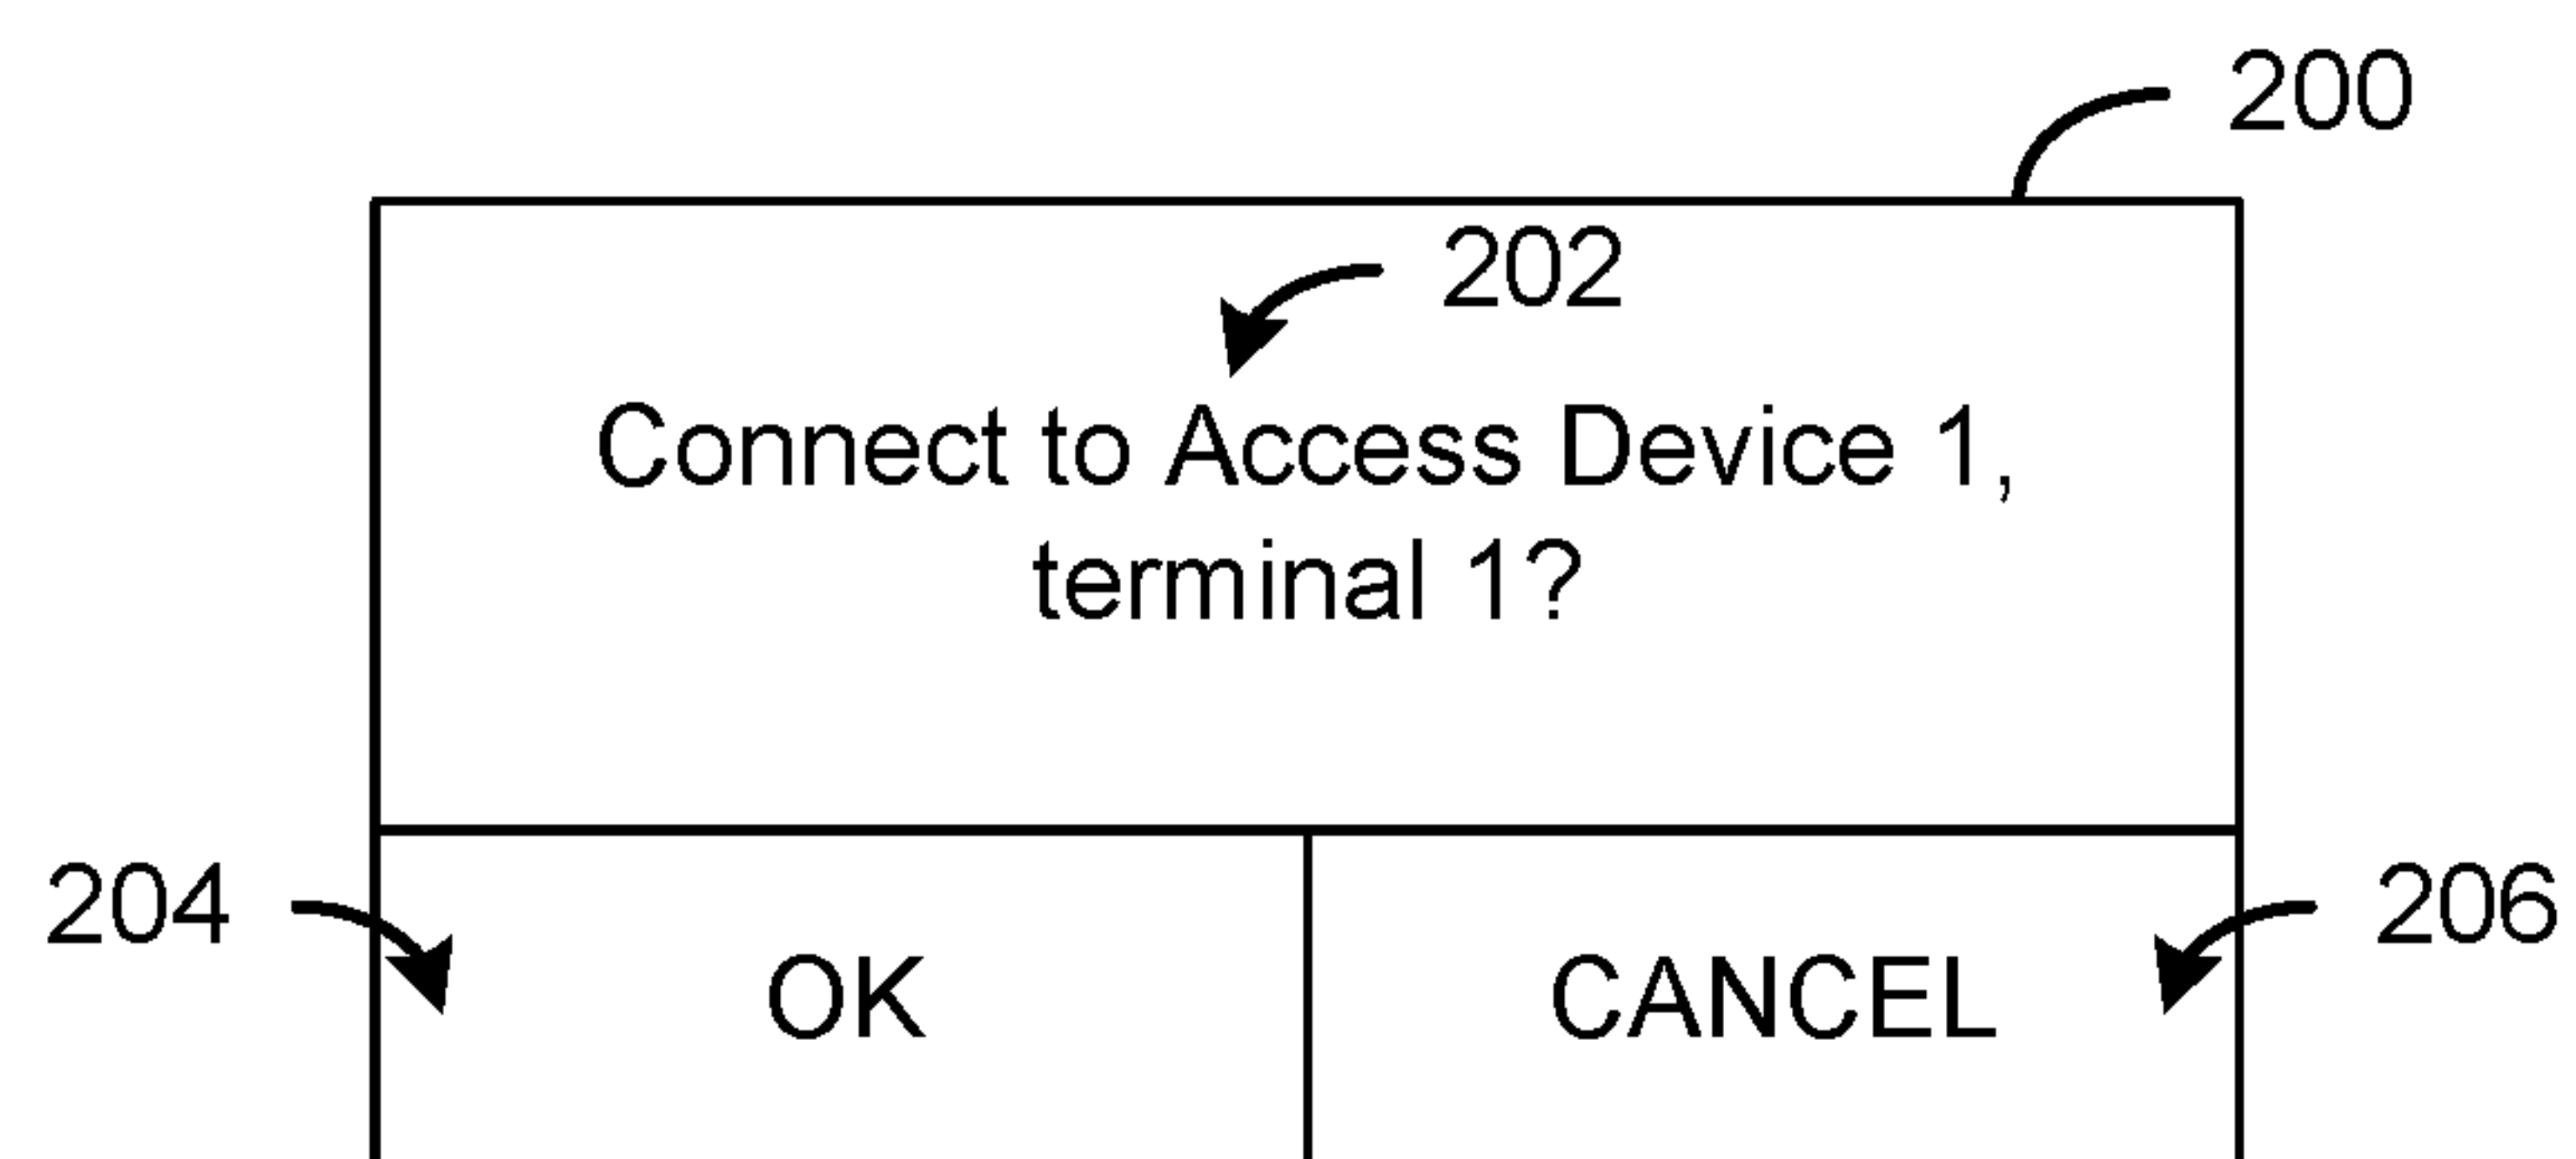 200
202
Connect to Access Device 1,
terminal 1?
204
OK
CANCEL
206